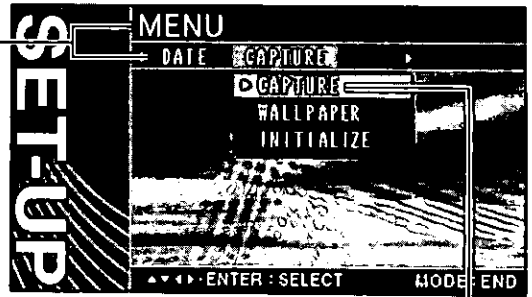 SET-UP
MENU
DATE CAPTURE
CAPTURE
WALLPAPER
INITIALIZE
ENTER : SELECT
MODE: END